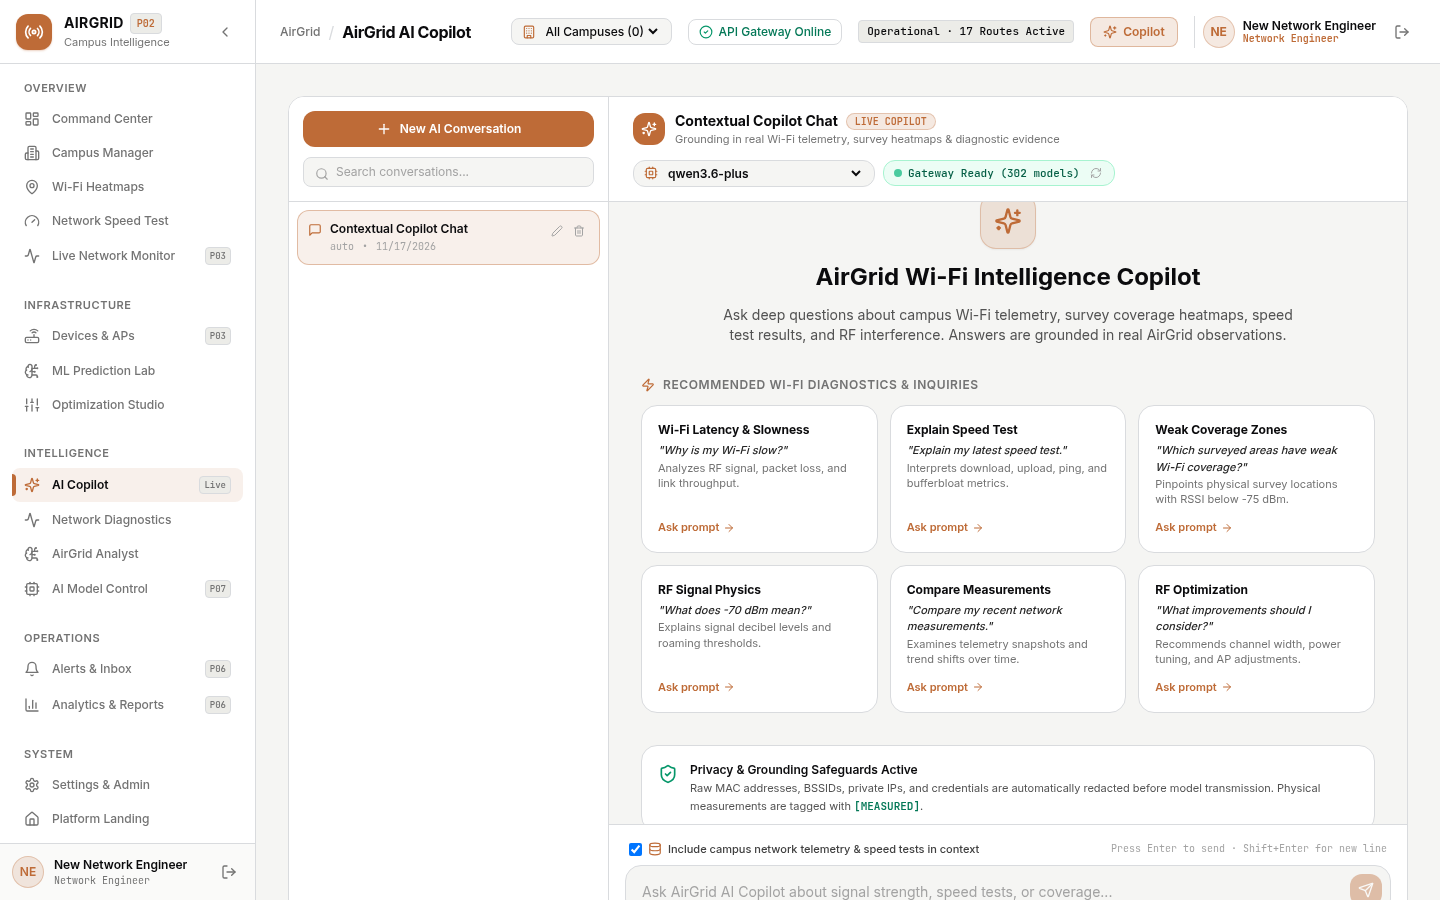 AIRGRID P02
Campus Intelligence
OVERVIEW
Command Center
Campus Manager
Wi-Fi Heatmaps
Network Speed Test
Live Network Monitor P03
INFRASTRUCTURE
Devices & APs P03
ML Prediction Lab
Optimization Studio
INTELLIGENCE
AI Copilot Live
Network Diagnostics
AirGrid Analyst
AI Model Control P07
OPERATIONS
Alerts & Inbox P06
Analytics & Reports P06
SYSTEM
Settings & Admin
Platform Landing
NE New Network Engineer
Network Engineer
AirGrid / AirGrid AI Copilot
All Campuses (0)
API Gateway Online
Operational · 17 Routes Active
Copilot
NE New Network Engineer
Network Engineer
New AI Conversation
Search conversations...
Contextual Copilot Chat
auto • 11/17/2026
Contextual Copilot Chat LIVE COPILOT
Grounding in real Wi-Fi telemetry, survey heatmaps & diagnostic evidence
qwen3.6-plus
Gateway Ready (302 models)
AirGrid Wi-Fi Intelligence Copilot
Ask deep questions about campus Wi-Fi telemetry, survey coverage heatmaps, speed
test results, and RF interference. Answers are grounded in real AirGrid observations.
RECOMMENDED WI-FI DIAGNOSTICS & INQUIRIES
Wi-Fi Latency & Slowness
"Why is my Wi-Fi slow?"
Analyzes RF signal, packet loss, and
link throughput.
Ask prompt →
Explain Speed Test
"Explain my latest speed test."
Interprets download, upload, ping, and
bufferbloat metrics.
Ask prompt →
Weak Coverage Zones
"Which surveyed areas have weak
Wi-Fi coverage?"
Pinpoints physical survey locations
with RSSI below -75 dBm.
Ask prompt →
RF Signal Physics
"What does -70 dBm mean?"
Explains signal decibel levels and
roaming thresholds.
Ask prompt →
Compare Measurements
"Compare my recent network
measurements."
Examines telemetry snapshots and
trend shifts over time.
Ask prompt →
RF Optimization
"What improvements should I
consider?"
Recommends channel width, power
tuning, and AP adjustments.
Ask prompt →
Privacy & Grounding Safeguards Active
Raw MAC addresses, BSSIDs, private IPs, and credentials are automatically redacted before model transmission. Physical
measurements are tagged with [MEASURED].
Include campus network telemetry & speed tests in context
Press Enter to send · Shift+Enter for new line
Ask AirGrid AI Copilot about signal strength, speed tests, or coverage...